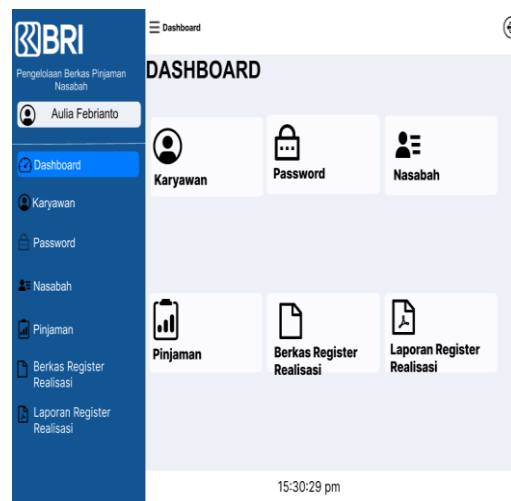 BRI
Pengelolaan Berkas Pinjaman
Nasabah
Aulia Febrianto
Dashboard
Karyawan
Password
Nasabah
Pinjaman
Berkas Register
Realisasi
Laporan Register
Realisasi
Dashboard
DASHBOARD
Karyawan
Password
Nasabah
Pinjaman
Berkas Register
Realisasi
Laporan Register
Realisasi
15:30:29 pm